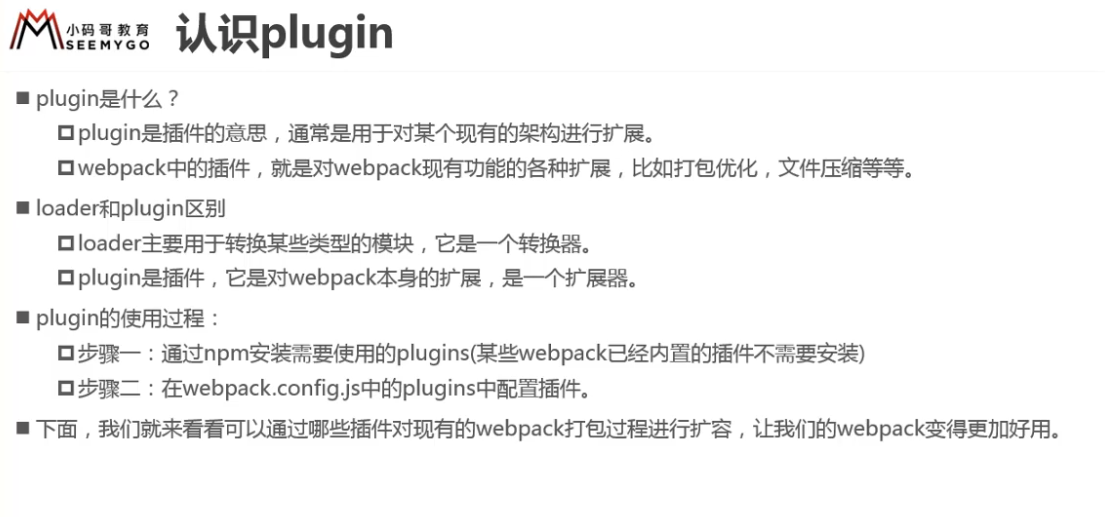 小码哥教育
SEEMYGO
认识plugin
plugin是什么？
plugin是插件的意思，通常是用于对某个现有的架构进行扩展。
webpack中的插件，就是对webpack现有功能的各种扩展，比如打包优化，文件压缩等等。
loader和plugin区别
loader主要用于转换某些类型的模块，它是一个转换器。
plugin是插件，它是对webpack本身的扩展，是一个扩展器。
plugin的使用过程：
步骤一：通过npm安装需要使用的plugins(某些webpack已经内置的插件不需要安装)
步骤二：在webpack.config.js中的plugins中配置插件。
下面，我们就来看看可以通过哪些插件对现有的webpack打包过程进行扩容，让我们的webpack变得更加好用。